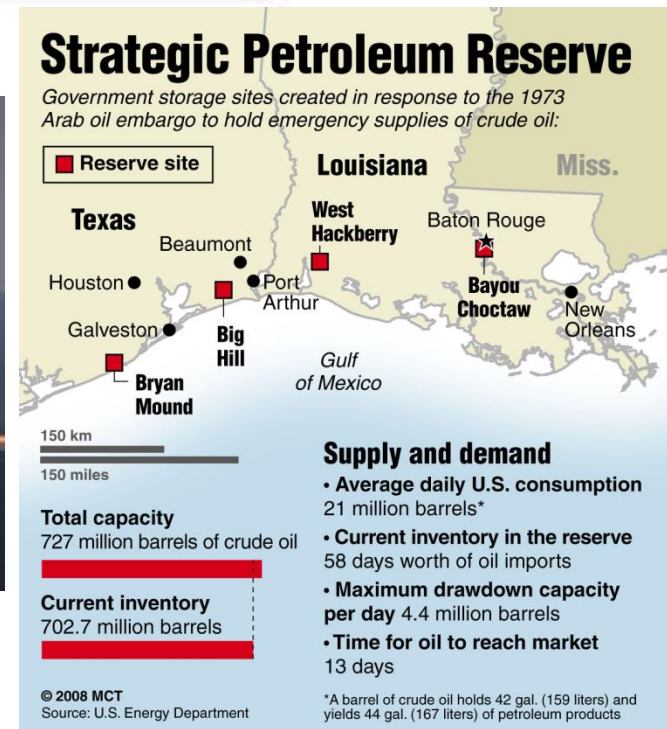 Strategic Petroleum Reserve
Government storage sites created in response to the 1973
Arab oil embargo to hold emergency supplies of crude oil:
Reserve site
Louisiana
Miss.
Texas
West
Hackberry
Baton Rouge
Beaumont
Houston
Port
Arthur
Bayou
Choctaw
New
Orleans
Galveston
Big
Hill
Gulf
of Mexico
Bryan
Mound
150 km
150 miles
Total capacity
727 million barrels of crude oil
Current inventory
702.7 million barrels
© 2008 MCT
Source: U.S. Energy Department
Supply and demand
• Average daily U.S. consumption
21 million barrels*
• Current inventory in the reserve
58 days worth of oil imports
• Maximum drawdown capacity
per day 4.4 million barrels
• Time for oil to reach market
13 days
*A barrel of crude oil holds 42 gal. (159 liters) and
yields 44 gal. (167 liters) of petroleum products